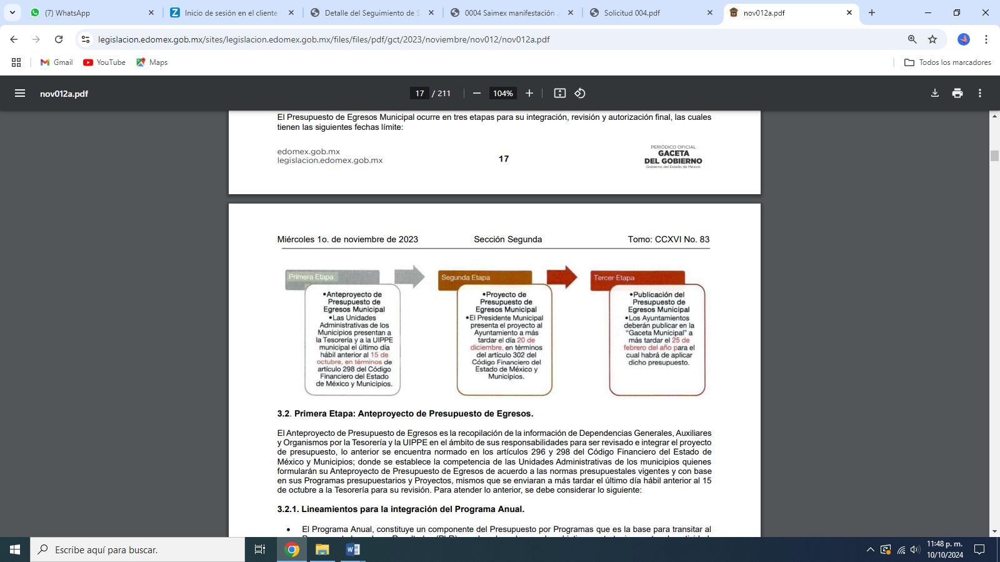 (7) WhatsApp
Inicio de sesión en el cliente
Detalle del Seguimiento de S
0004 Saimex manifestación
Solicitud 004.pdf
nov012a.pdf
legislacion.edomex.gob.mx/sites/legislacion.edomex.gob.mx/files/files/pdf/gct/2023/noviembre/nov012/nov012a.pdf
Gmail
YouTube
Maps
Todos los marcadores
nov012a.pdf
17 / 211
104%
El Presupuesto de Egresos Municipal ocurre en tres etapas para su integración, revisión y autorización final, las cuales
tienen las siguientes fechas límite:
edomex.gob.mx
legislacion.edomex.gob.mx
17
PERIÓDICO OFICIAL
GACETA
DEL GOBIERNO
Gobierno del Estado de México
Miércoles 1o. de noviembre de 2023
Sección Segunda
Tomo: CCXVI No. 83
Primera Etapa
•Anteproyecto de
Presupuesto de
Egresos Municipal
•Las Unidades
Administrativas de los
Municipios presentan a
la Tesorería y a la UIPPE
municipal el último día
hábil anterior al 15 de
octubre, en términos de
artículo 298 del Código
Financiero del Estado
de México y Municipios.
Segunda Etapa
•Proyecto de
Presupuesto de
Egresos Municipal
•El Presidente Municipal
presenta el proyecto al
Ayuntamiento a más
tardar el día 20 de
diciembre, en términos
del artículo 302 del
Código Financiero del
Estado de México y
Municipios.
Tercer Etapa
•Publicación del
Presupuesto de
Egresos Municipal
•Los Ayuntamientos
deberán publicar en la
“Gaceta Municipal” a
más tardar el 25 de
febrero del año para el
cual habrá de aplicar
dicho presupuesto.
3.2. Primera Etapa: Anteproyecto de Presupuesto de Egresos.
El Anteproyecto de Presupuesto de Egresos es la recopilación de la información de Dependencias Generales, Auxiliares
y Organismos por la Tesorería y la UIPPE en el ámbito de sus responsabilidades para ser revisado e integrar el proyecto
de presupuesto, lo anterior se encuentra normado en los artículos 296 y 298 del Código Financiero del Estado de
México y Municipios; donde se establece la competencia de las Unidades Administrativas de los municipios quienes
formularán su Anteproyecto de Presupuesto de Egresos de acuerdo a las normas presupuestales vigentes y con base
en sus Programas presupuestarios y Proyectos, mismos que se enviaran a más tardar el último día hábil anterior al 15
de octubre a la Tesorería para su revisión. Para atender lo anterior, se debe considerar lo siguiente:
3.2.1. Lineamientos para la integración del Programa Anual.
• El Programa Anual, constituye un componente del Presupuesto por Programas que es la base para transitar al
Escribe aquí para buscar.
11:48 p. m.
10/10/2024